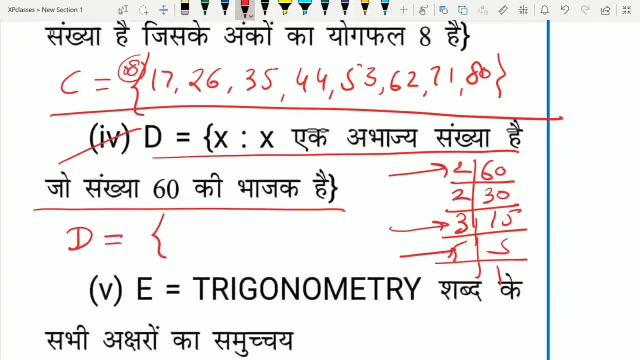 XPclasses » New Section 1
संख्या है जिसके अंकों का योगफल 8 है}
C = {17, 26, 35, 44, 53, 62, 71, 80}
(iv) D = {x : x एक अभाज्य संख्या है
जो संख्या 60 की भाजक है}
2 60
2 30
3 15
5 5
1
D = {
(v) E = TRIGONOMETRY शब्द के
सभी अक्षरों का समुच्चय